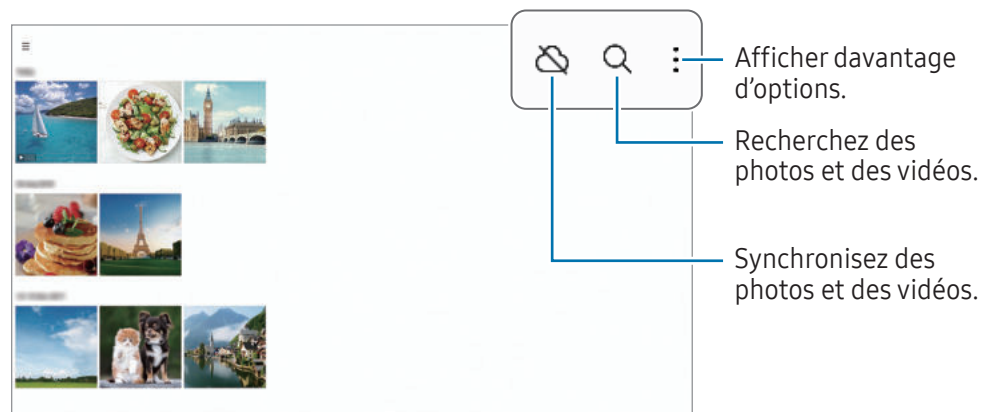 Afficher davantage
d'options.
Recherchez des
photos et des vidéos.
Synchronisez des
photos et des vidéos.